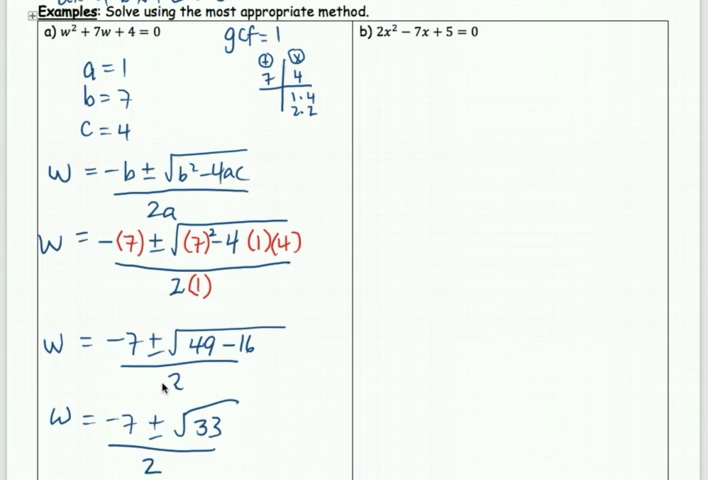 Examples: Solve using the most appropriate method.
a) w² + 7w + 4 = 0
gcf = 1
a = 1
b = 7
c = 4
+ | x
7 | 4
1·4
2·2
w = -b ± √b² - 4ac
2a
w = -(7) ± √(7)² - 4 (1)(4)
2(1)
w = -7 ± √49 - 16
2
w = -7 ± √33
2
b) 2x² - 7x + 5 = 0